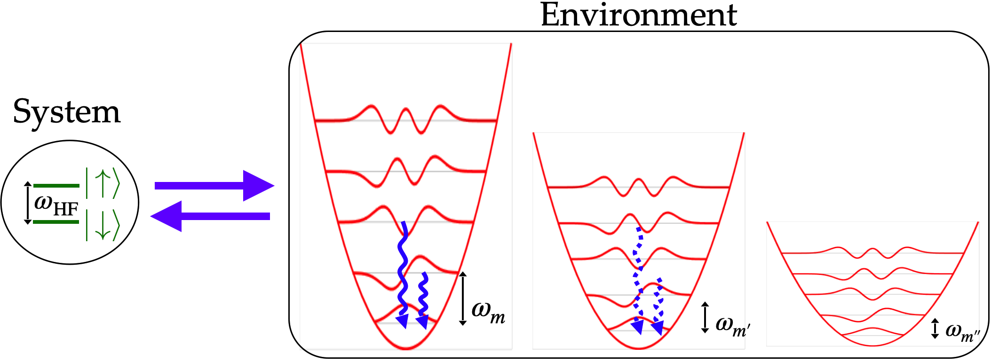 Environment
System
|↑⟩
ω_HF
|↓⟩
ω_m
ω_m′
ω_m″